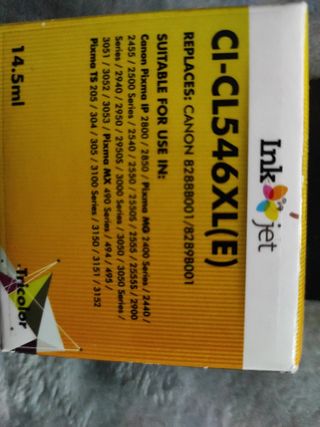 Ink jet
CI-CL546XL(E)
REPLACES: CANON 8288B001/8289B001
SUITABLE FOR USE IN:
Canon Pixma IP 2800 / 2850 / Pixma MG 2400 Series / 2440 /
2455 / 2500 Series / 2540 / 2550 / 2550S / 2555 / 2555S / 2900
Series / 2940 / 2950 / 2950S / 3000 Series / 3050 / 3050 Series /
3051 / 3052 / 3053 / Pixma MX 490 Series / 494 / 495 /
Pixma TS 205 / 304 / 305 / 3100 Series / 3150 / 3151 / 3152
14.5ml
Tricolor